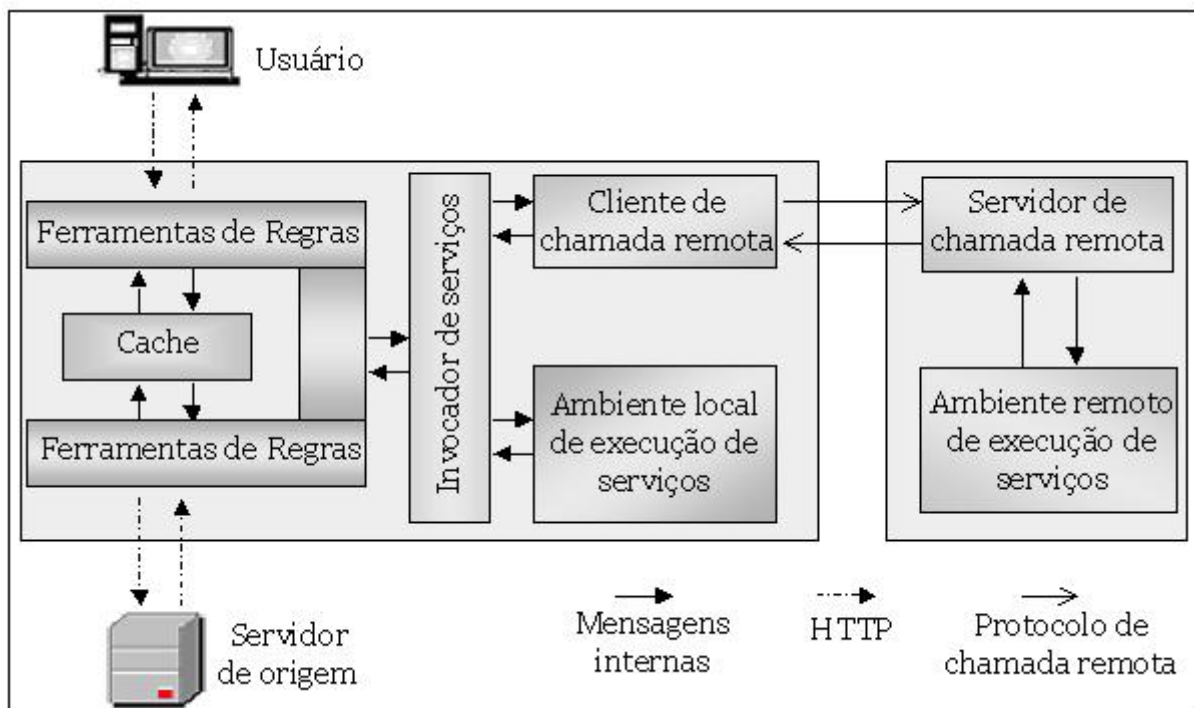 Usuário
Ferramentas de Regras
Cache
Ferramentas de Regras
Invocador de serviços
Cliente de
chamada remota
Ambiente local
de execução de
serviços
Servidor de
chamada remota
Ambiente remoto
de execução de
serviços
Servidor
de origem
Mensagens
internas
HTTP
Protocolo de
chamada remota